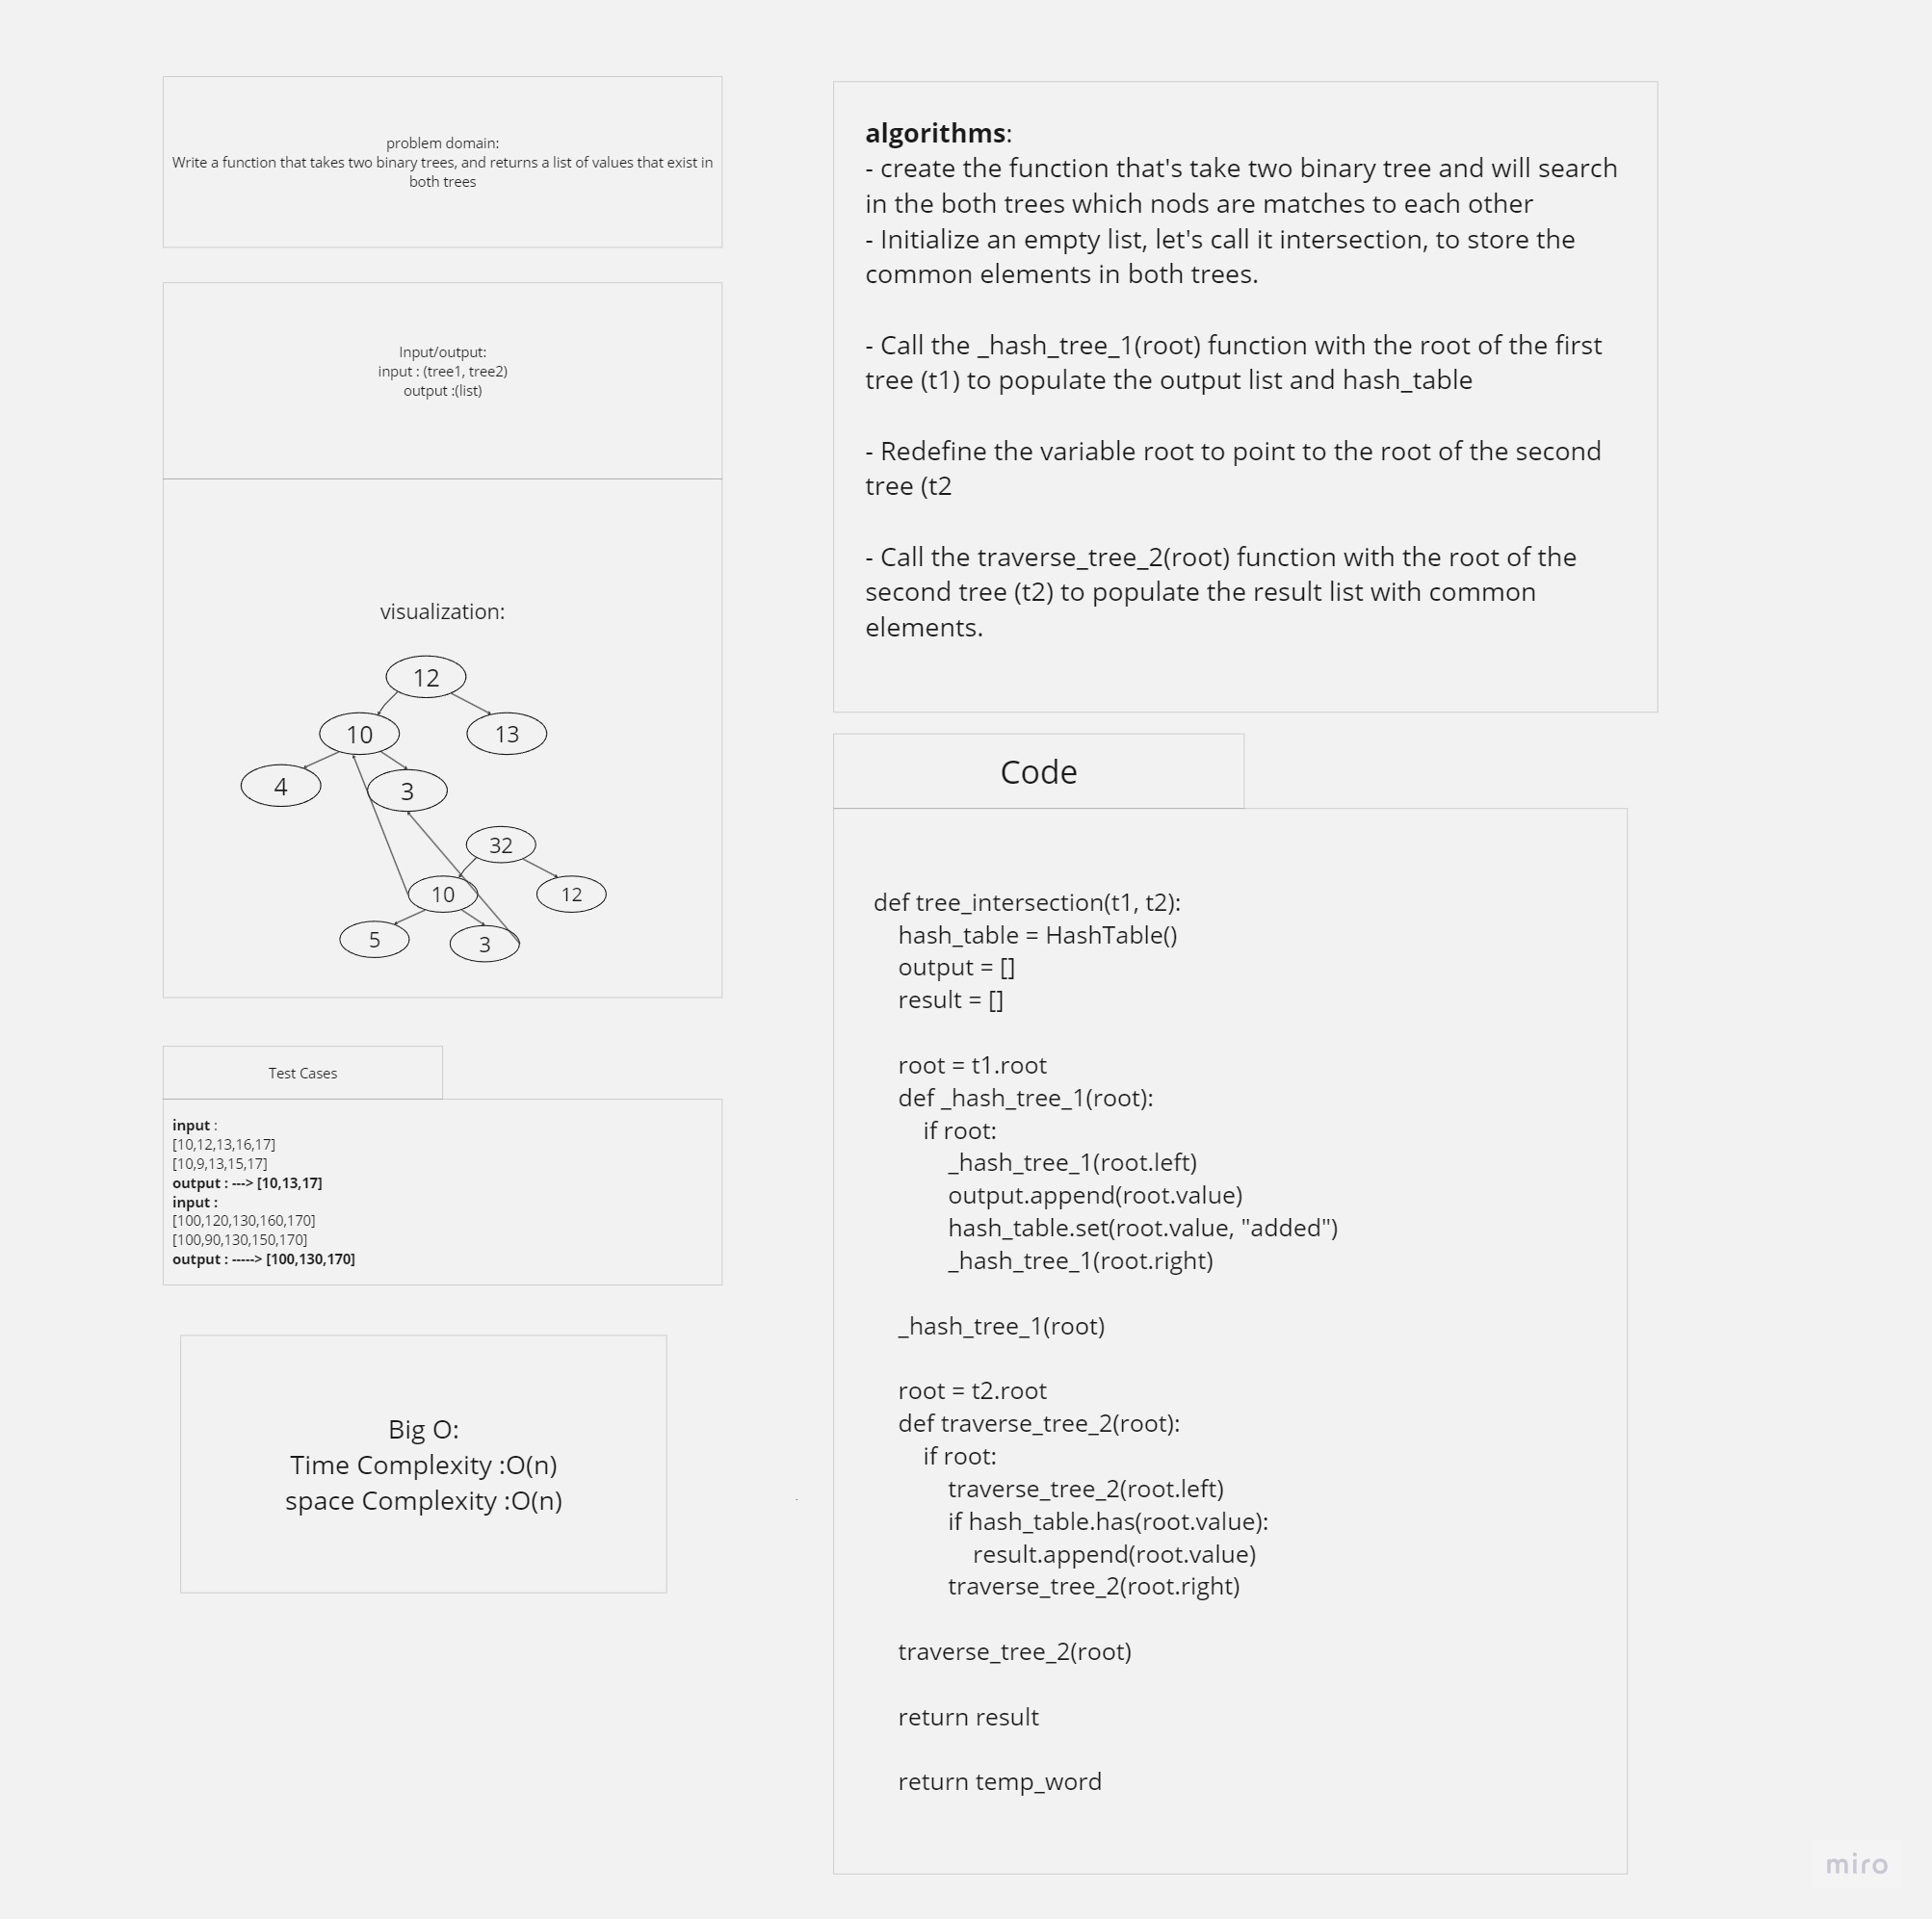 problem domain:
Write a function that takes two binary trees, and returns a list of values that exist in
both trees
Input/output:
input : (tree1, tree2)
output :(list)
visualization:
12
10
13
4
3
32
10
12
5
3
Test Cases
input :
[10,12,13,16,17]
[10,9,13,15,17]
output : ---> [10,13,17]
input :
[100,120,130,160,170]
[100,90,130,150,170]
output : -----> [100,130,170]
Big O:
Time Complexity :O(n)
space Complexity :O(n)
algorithms:
- create the function that's take two binary tree and will search
in the both trees which nods are matches to each other
- Initialize an empty list, let's call it intersection, to store the
common elements in both trees.
- Call the _hash_tree_1(root) function with the root of the first
tree (t1) to populate the output list and hash_table
- Redefine the variable root to point to the root of the second
tree (t2
- Call the traverse_tree_2(root) function with the root of the
second tree (t2) to populate the result list with common
elements.
Code
def tree_intersection(t1, t2):
    hash_table = HashTable()
    output = []
    result = []
    root = t1.root
    def _hash_tree_1(root):
        if root:
            _hash_tree_1(root.left)
            output.append(root.value)
            hash_table.set(root.value, "added")
            _hash_tree_1(root.right)
    _hash_tree_1(root)
    root = t2.root
    def traverse_tree_2(root):
        if root:
            traverse_tree_2(root.left)
            if hash_table.has(root.value):
                result.append(root.value)
            traverse_tree_2(root.right)
    traverse_tree_2(root)
    return result
    return temp_word
miro